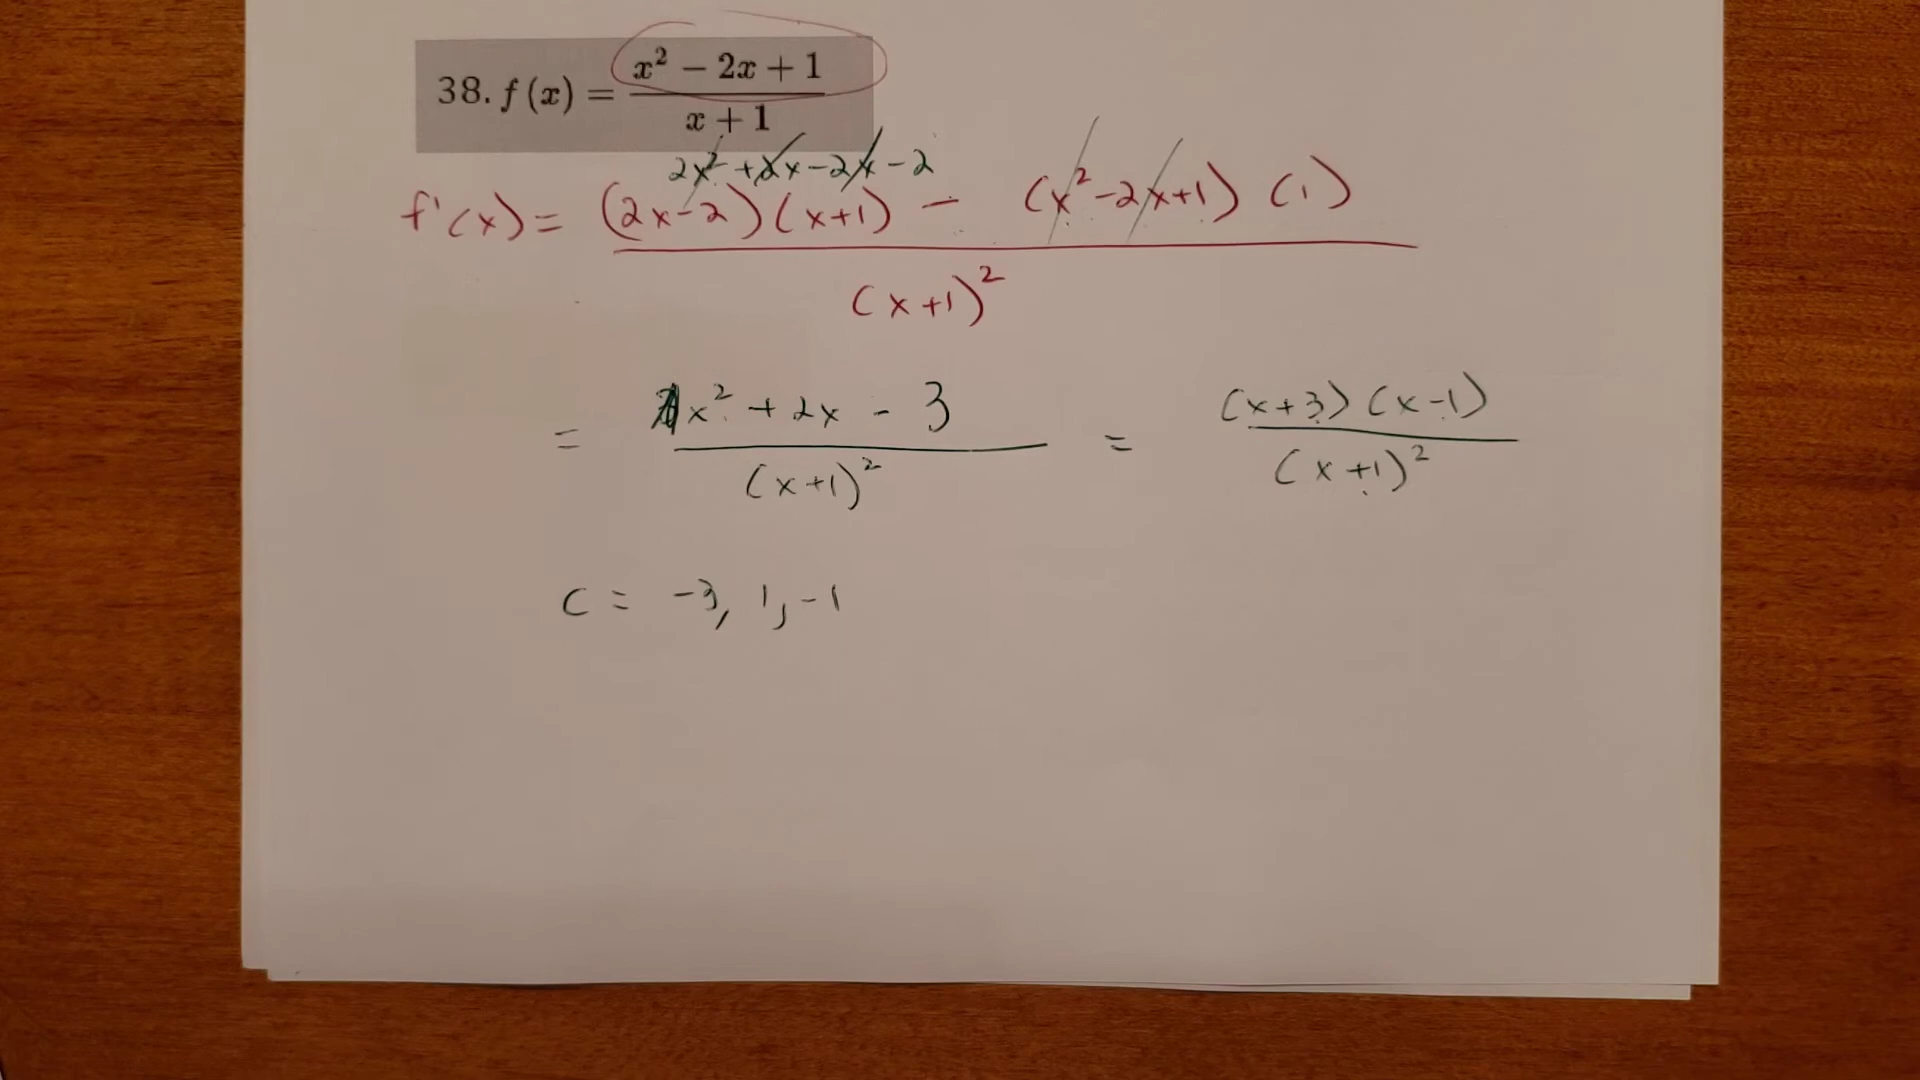 38. f(x) = (x² − 2x + 1)/(x + 1)
2x² + 2x − 2x − 2
f'(x) = ((2x−2)(x+1) − (x²−2x+1)(1))/(x+1)²
= (1x² + 2x − 3)/(x+1)² = ((x+3)(x−1))/(x+1)²
c = −3, 1, −1